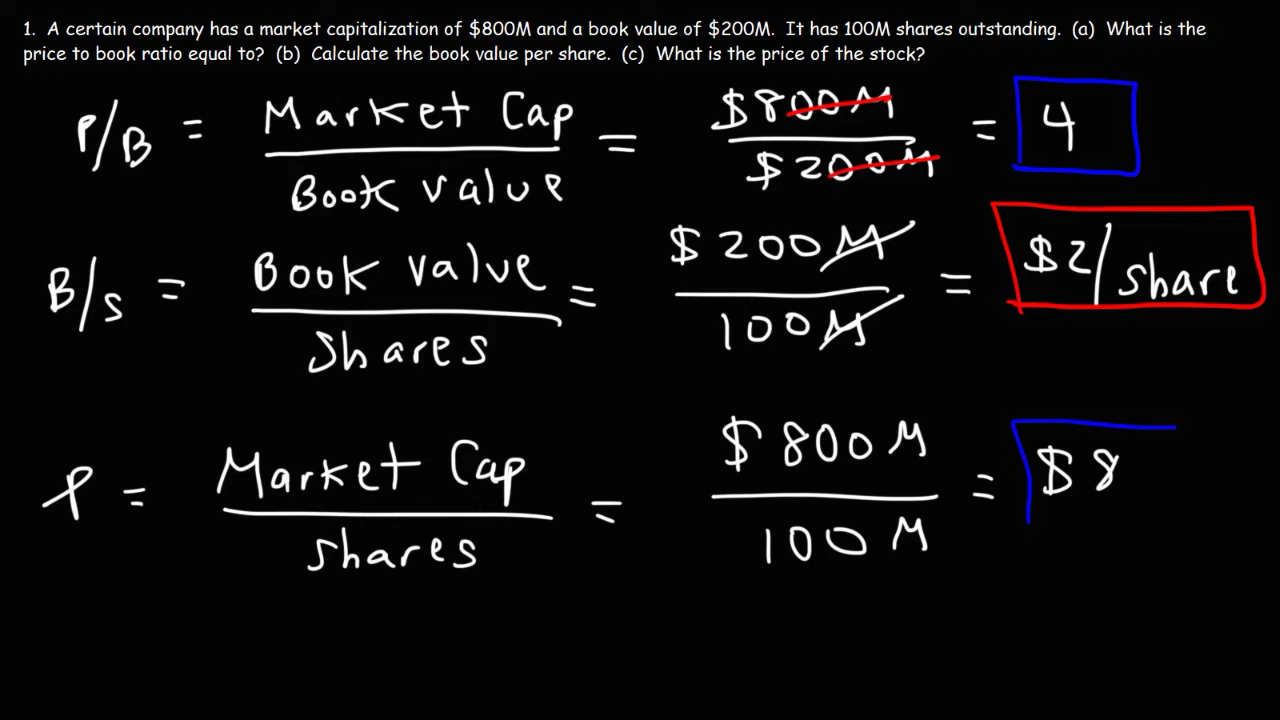 1. A certain company has a market capitalization of $800M and a book value of $200M. It has 100M shares outstanding. (a) What is the
price to book ratio equal to? (b) Calculate the book value per share. (c) What is the price of the stock?
P/B = Market Cap / Book value = $800M / $200M = 4
B/s = Book value / shares = $200M / 100M = $2/share
P = Market Cap / shares = $800M / 100M = $8